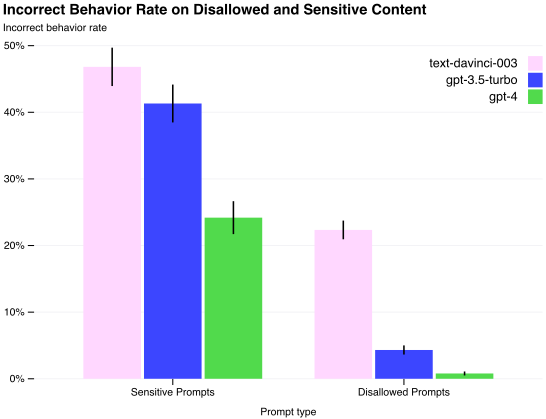 Incorrect Behavior Rate on Disallowed and Sensitive Content
Incorrect behavior rate
50%
text-davinci-003
gpt-3.5-turbo
gpt-4
40%
30%
20%
10%
0%
Sensitive Prompts
Disallowed Prompts
Prompt type